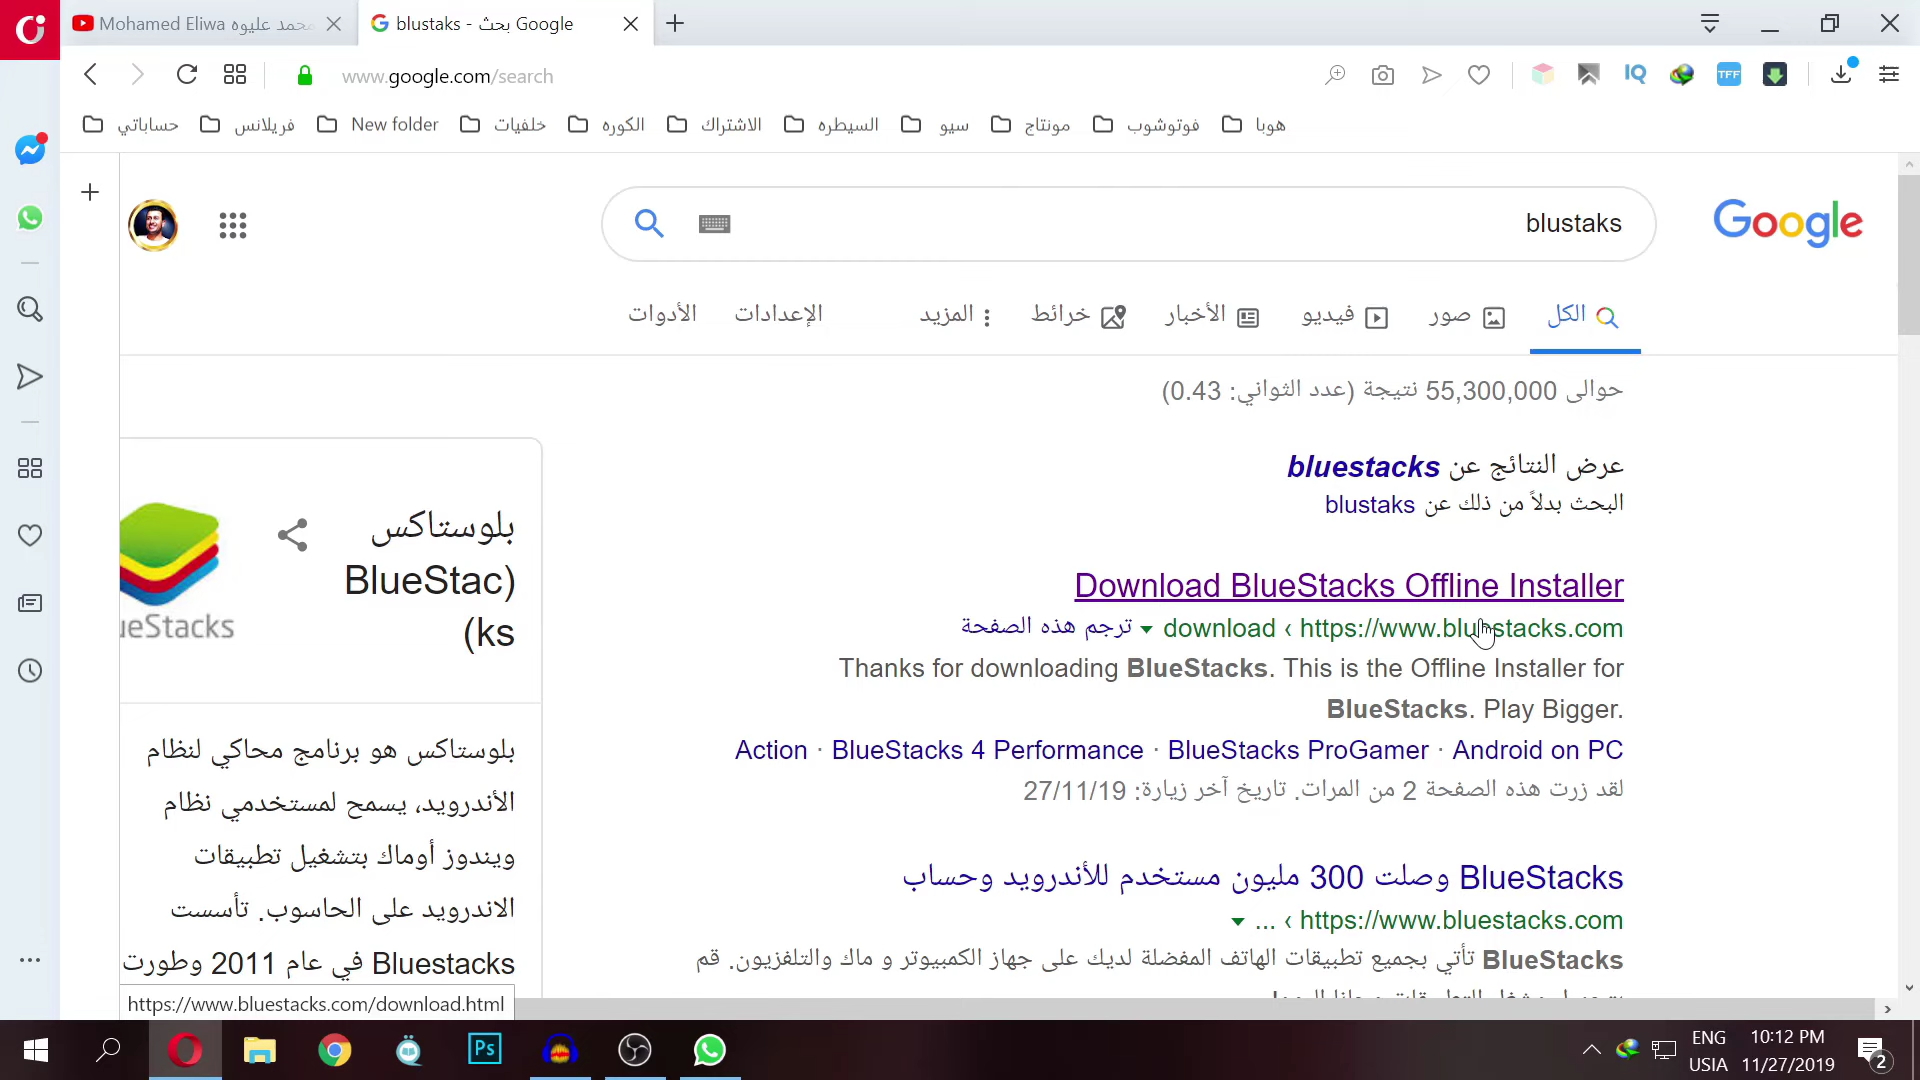 Mohamed Eliwa محمد عليوه
blustaks - بحث Google
www.google.com/search
IQ
TFF
حساباتي
فريلانس
New folder
خلفيات
الكوره
الاشتراك
السيطره
سيو
مونتاج
فوتوشوب
هوبا
blustaks
Google
الكل
صور
فيديو
الأخبار
خرائط
المزيد
الإعدادات
الأدوات
حوالى 55,300,000 نتيجة (عدد الثواني: 0.43)
عرض النتائج عن bluestacks
البحث بدلاً من ذلك عن blustaks
Download BlueStacks Offline Installer
https://www.bluestacks.com › download ترجم هذه الصفحة
Thanks for downloading BlueStacks. This is the Offline Installer for
BlueStacks. Play Bigger.
Action · BlueStacks 4 Performance · BlueStacks ProGamer · Android on PC
لقد زرت هذه الصفحة 2 من المرات. تاريخ آخر زيارة: 27/11/19
BlueStacks وصلت 300 مليون مستخدم للأندرويد وحساب
https://www.bluestacks.com › ...
BlueStacks تأتي بجميع تطبيقات الهاتف المفضلة لديك على جهاز الكمبيوتر و ماك والتلفزيون. قم
بلوستاكس
(BlueStac
ks)
ueStacks
بلوستاكس هو برنامج محاكي لنظام
الأندرويد، يسمح لمستخدمي نظام
ويندوز أوماك بتشغيل تطبيقات
الاندرويد على الحاسوب. تأسست
Bluestacks في عام 2011 وطورت
https://www.bluestacks.com/download.html
Ps
ENG
USIA
10:12 PM
11/27/2019
2